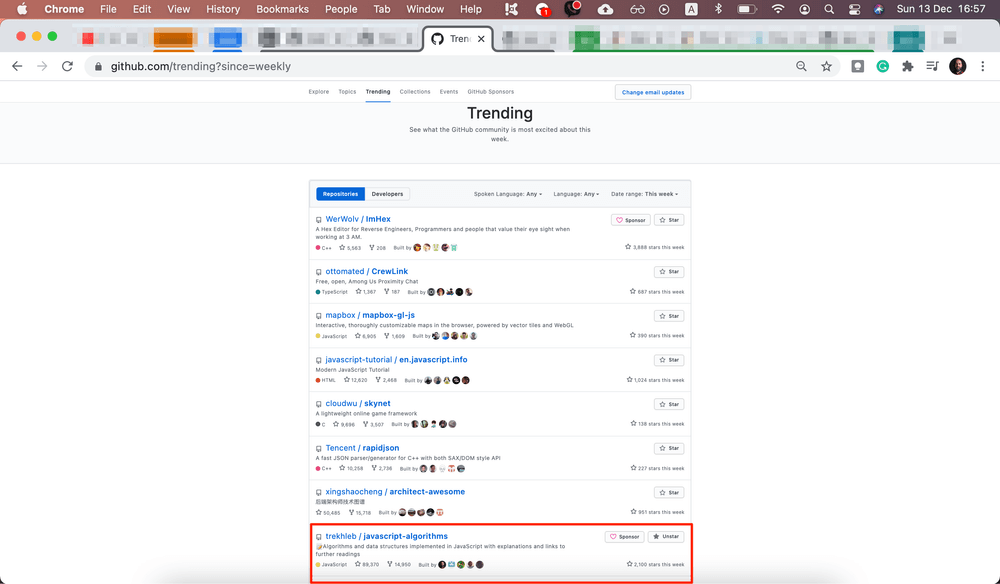 Chrome File Edit View History Bookmarks People Tab Window Help 1 A Sun 13 Dec 16:57
Tren
github.com/trending?since=weekly
Explore Topics Trending Collections Events GitHub Sponsors Change email updates
Trending
See what the GitHub community is most excited about this
week.
Repositories Developers Spoken Language: Any Language: Any Date range: This week
WerWolv / ImHex Sponsor Star
A Hex Editor for Reverse Engineers, Programmers and people that value their eye sight when
working at 3 AM.
C++ 5,563 208 Built by 3,888 stars this week
ottomated / CrewLink Star
Free, open, Among Us Proximity Chat
TypeScript 1,367 187 Built by 687 stars this week
mapbox / mapbox-gl-js Star
Interactive, thoroughly customizable maps in the browser, powered by vector tiles and WebGL
JavaScript 6,905 1,609 Built by 390 stars this week
javascript-tutorial / en.javascript.info Star
Modern JavaScript Tutorial
HTML 12,620 2,469 Built by 1,024 stars this week
cloudwu / skynet Star
A lightweight online game framework
C 9,696 3,507 Built by 138 stars this week
Tencent / rapidjson Star
A fast JSON parser/generator for C++ with both SAX/DOM style API
C++ 10,258 2,736 Built by 227 stars this week
xingshaocheng / architect-awesome Star
后端架构师技术图谱
50,485 15,718 Built by 951 stars this week
trekhleb / javascript-algorithms Sponsor Unstar
Algorithms and data structures implemented in JavaScript with explanations and links to
further readings
JavaScript 89,370 14,950 Built by 2,100 stars this week